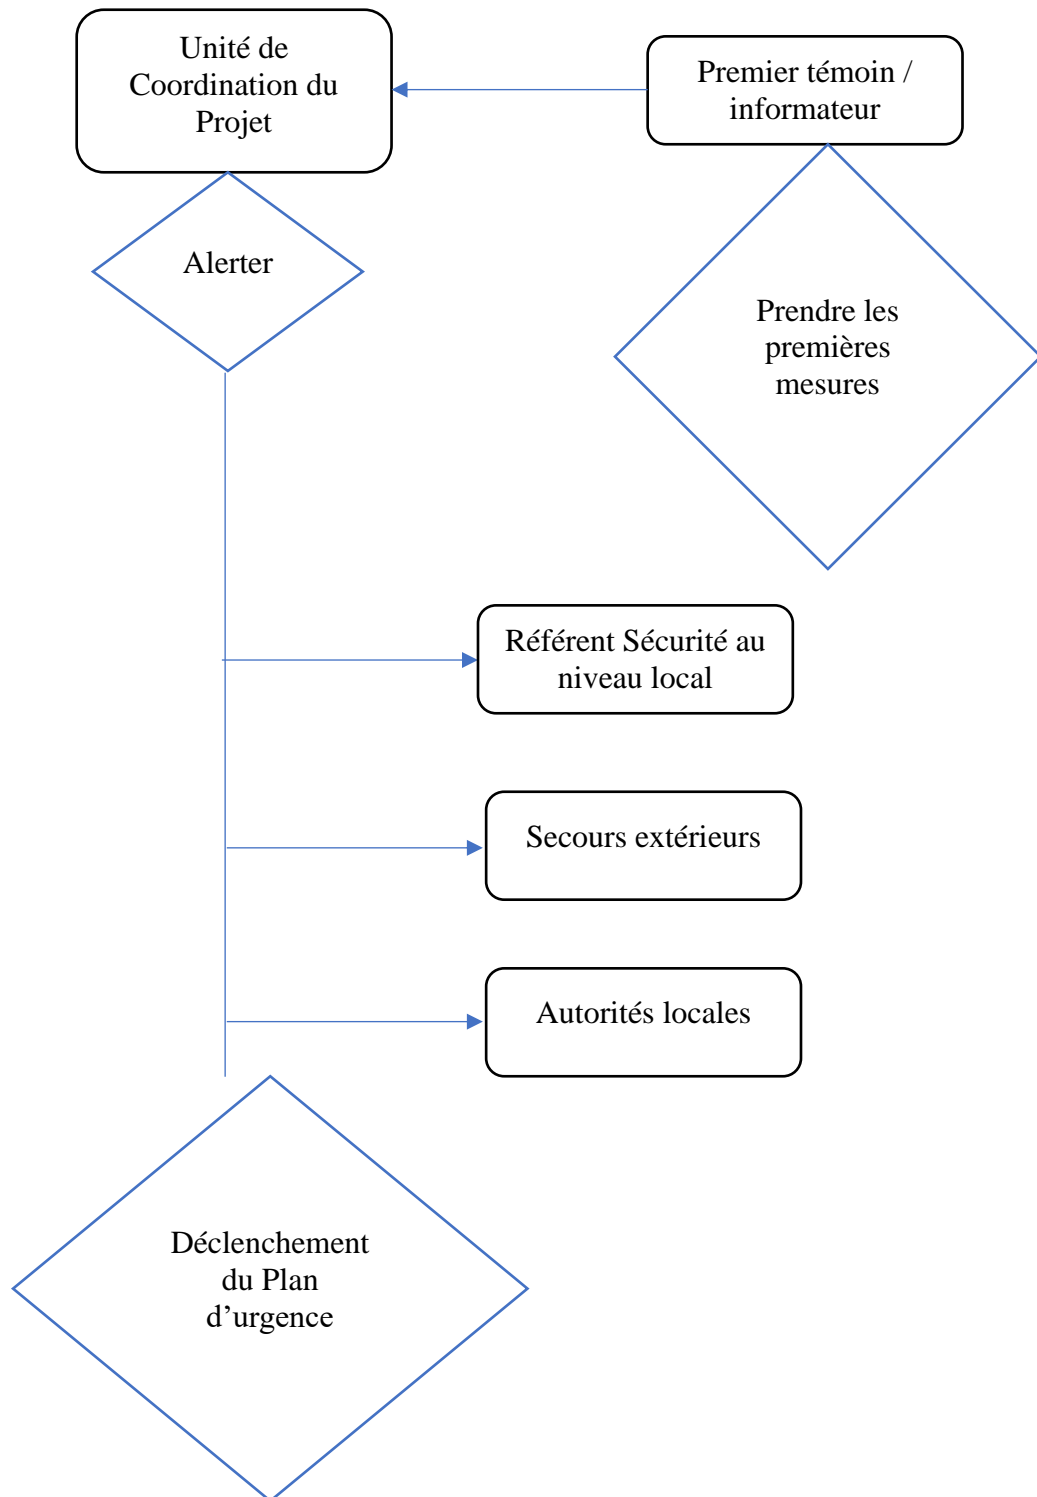 Unité de
Coordination du
Projet
Premier témoin /
informateur
Alerter
Prendre les
premières
mesures
Référent Sécurité au
niveau local
Secours extérieurs
Autorités locales
Déclenchement
du Plan
d’urgence